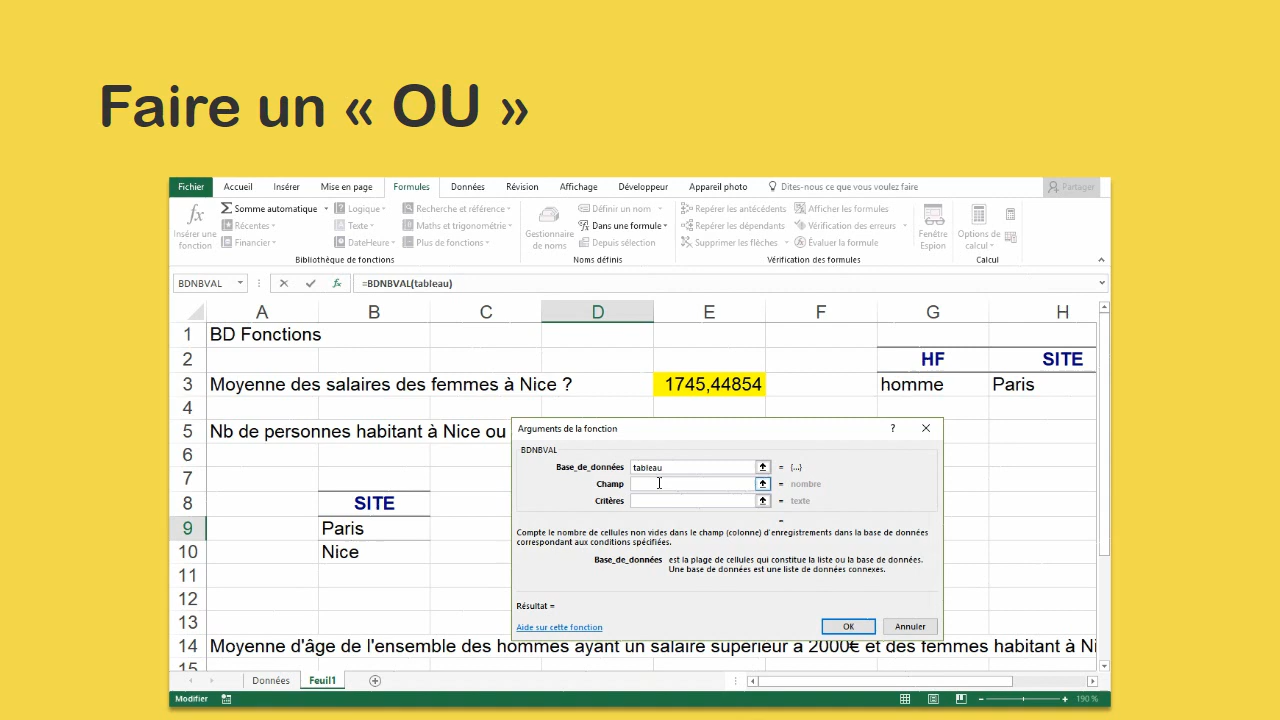 Faire un « OU »
Fichier Accueil Insérer Mise en page Formules Données Révision Affichage Développeur Appareil photo Dites-nous ce que vous voulez faire Partager
fx Insérer une fonction
Somme automatique
Récentes
Financier
Logique
Texte
DateHeure
Recherche et référence
Maths et trigonométrie
Plus de fonctions
Bibliothèque de fonctions
Gestionnaire de noms
Définir un nom
Dans une formule
Depuis sélection
Noms définis
Repérer les antécédents
Repérer les dépendants
Supprimer les flèches
Afficher les formules
Vérification des erreurs
Évaluer la formule
Vérification des formules
Fenêtre Espion
Options de calcul
Calcul
BDNBVAL fx =BDNBVAL(tableau)
A B C D E F G H
1 BD Fonctions
2 HF SITE
3 Moyenne des salaires des femmes à Nice ? 1745,44854 homme Paris
4
5 Nb de personnes habitant à Nice ou
6
7
8 SITE
9 Paris
10 Nice
11
12
13
14 Moyenne d'âge de l'ensemble des hommes ayant un salaire supérieur à 2000€ et des femmes habitant à Ni
15
Arguments de la fonction ?
BDNBVAL
Base_de_données tableau = {...}
Champ = nombre
Critères = texte
=
Compte le nombre de cellules non vides dans le champ (colonne) d'enregistrements dans la base de données
correspondant aux conditions spécifiées.
Base_de_données est la plage de cellules qui constitue la liste ou la base de données.
Une base de données est une liste de données connexes.
Résultat =
Aide sur cette fonction OK Annuler
Données Feuil1
Modifier 190 %